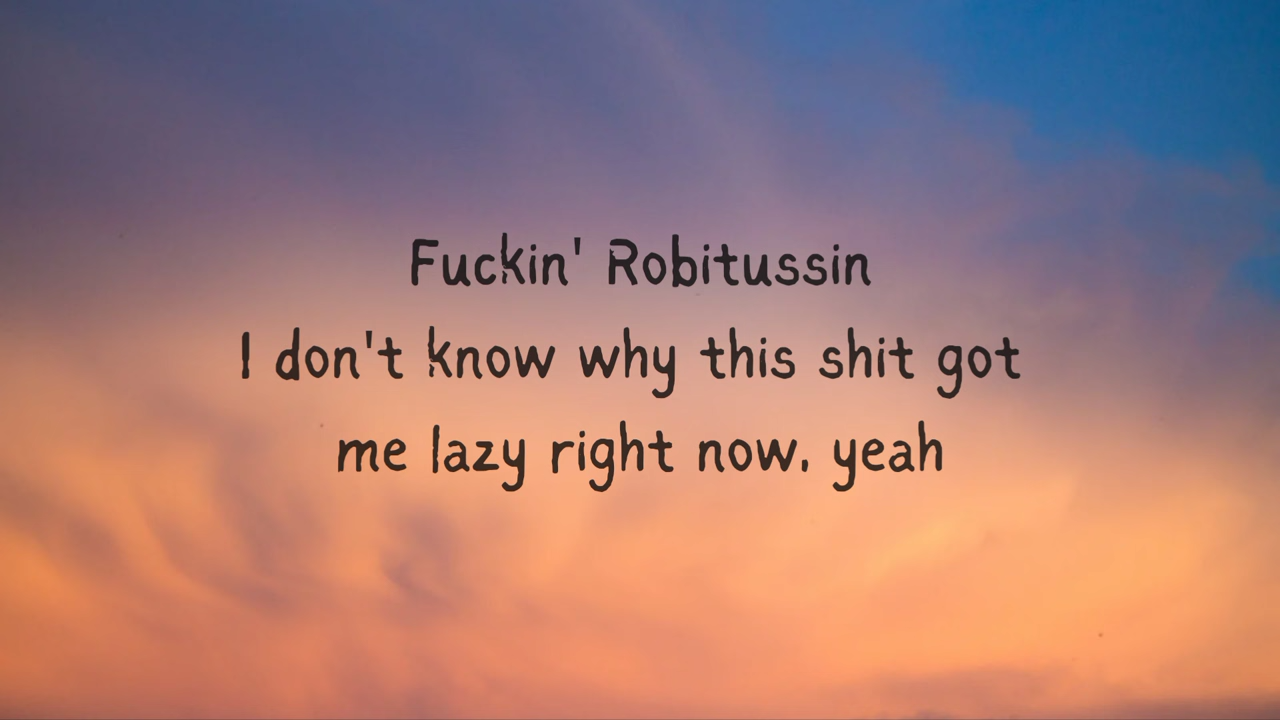 Fuckin' Robitussin
I don't know why this shit got
me lazy right now, yeah